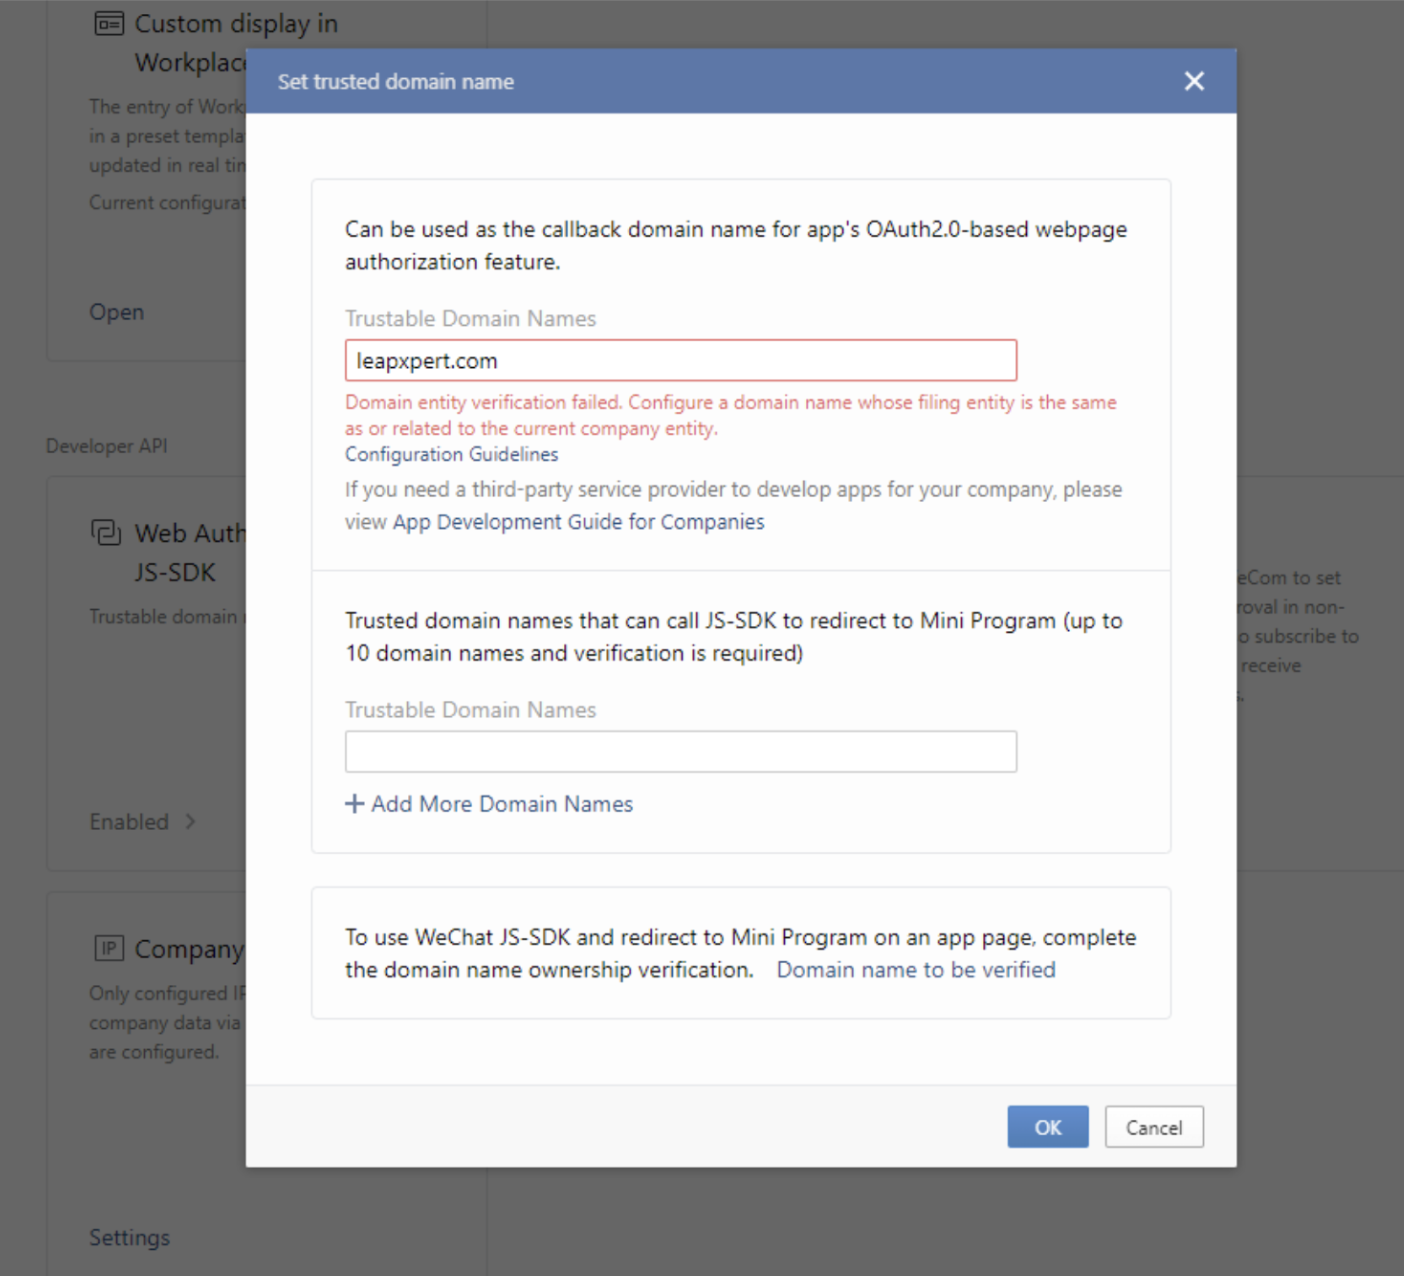 Custom display in
Workplace
The entry of Work
in a preset templa
updated in real tim
Current configurat
Open
Developer API
Web Auth
JS-SDK
Trustable domain
Enabled
IP
Company
Only configured IP
company data via
are configured.
Settings
Set trusted domain name
Can be used as the callback domain name for app's OAuth2.0-based webpage
authorization feature.
Trustable Domain Names
leapxpert.com
Domain entity verification failed. Configure a domain name whose filing entity is the same
as or related to the current company entity.
Configuration Guidelines
If you need a third-party service provider to develop apps for your company, please
view App Development Guide for Companies
Trusted domain names that can call JS-SDK to redirect to Mini Program (up to
10 domain names and verification is required)
Trustable Domain Names
+ Add More Domain Names
To use WeChat JS-SDK and redirect to Mini Program on an app page, complete
the domain name ownership verification. Domain name to be verified
OK
Cancel
eCom to set
roval in non-
o subscribe to
receive
s.